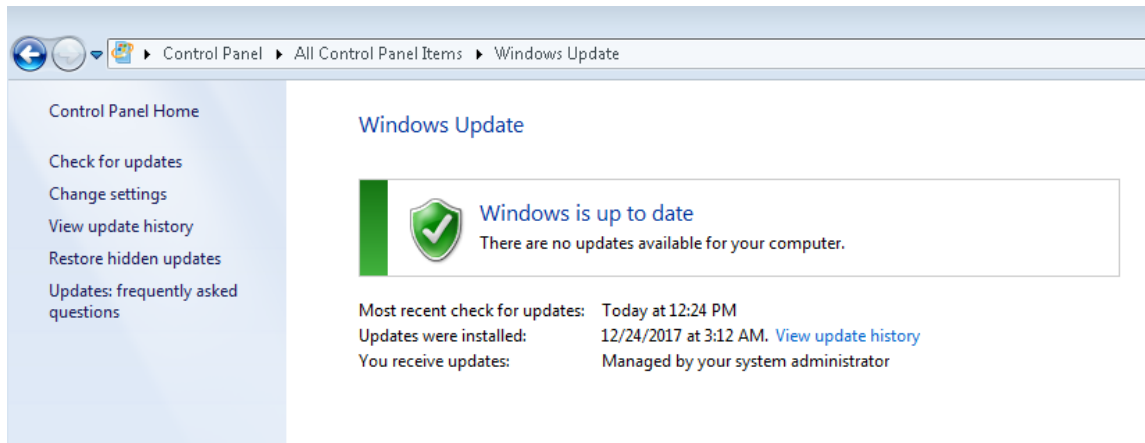 Control Panel ▸ All Control Panel Items ▸ Windows Update
Control Panel Home
Check for updates
Change settings
View update history
Restore hidden updates
Updates: frequently asked
questions
Windows Update
Windows is up to date
There are no updates available for your computer.
Most recent check for updates: Today at 12:24 PM
Updates were installed: 12/24/2017 at 3:12 AM. View update history
You receive updates: Managed by your system administrator